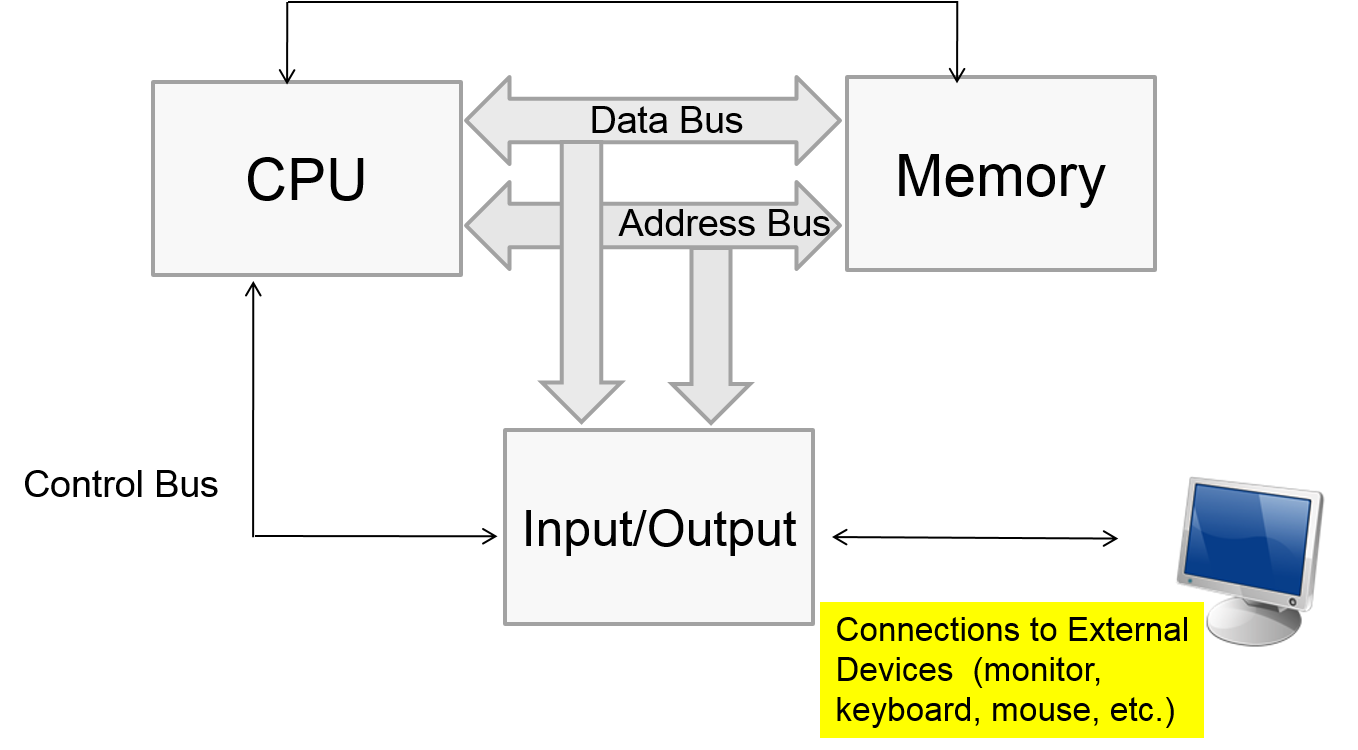 Data Bus
CPU
Memory
Address Bus
Control Bus
Input/Output
Connections to External
Devices  (monitor,
keyboard, mouse, etc.)